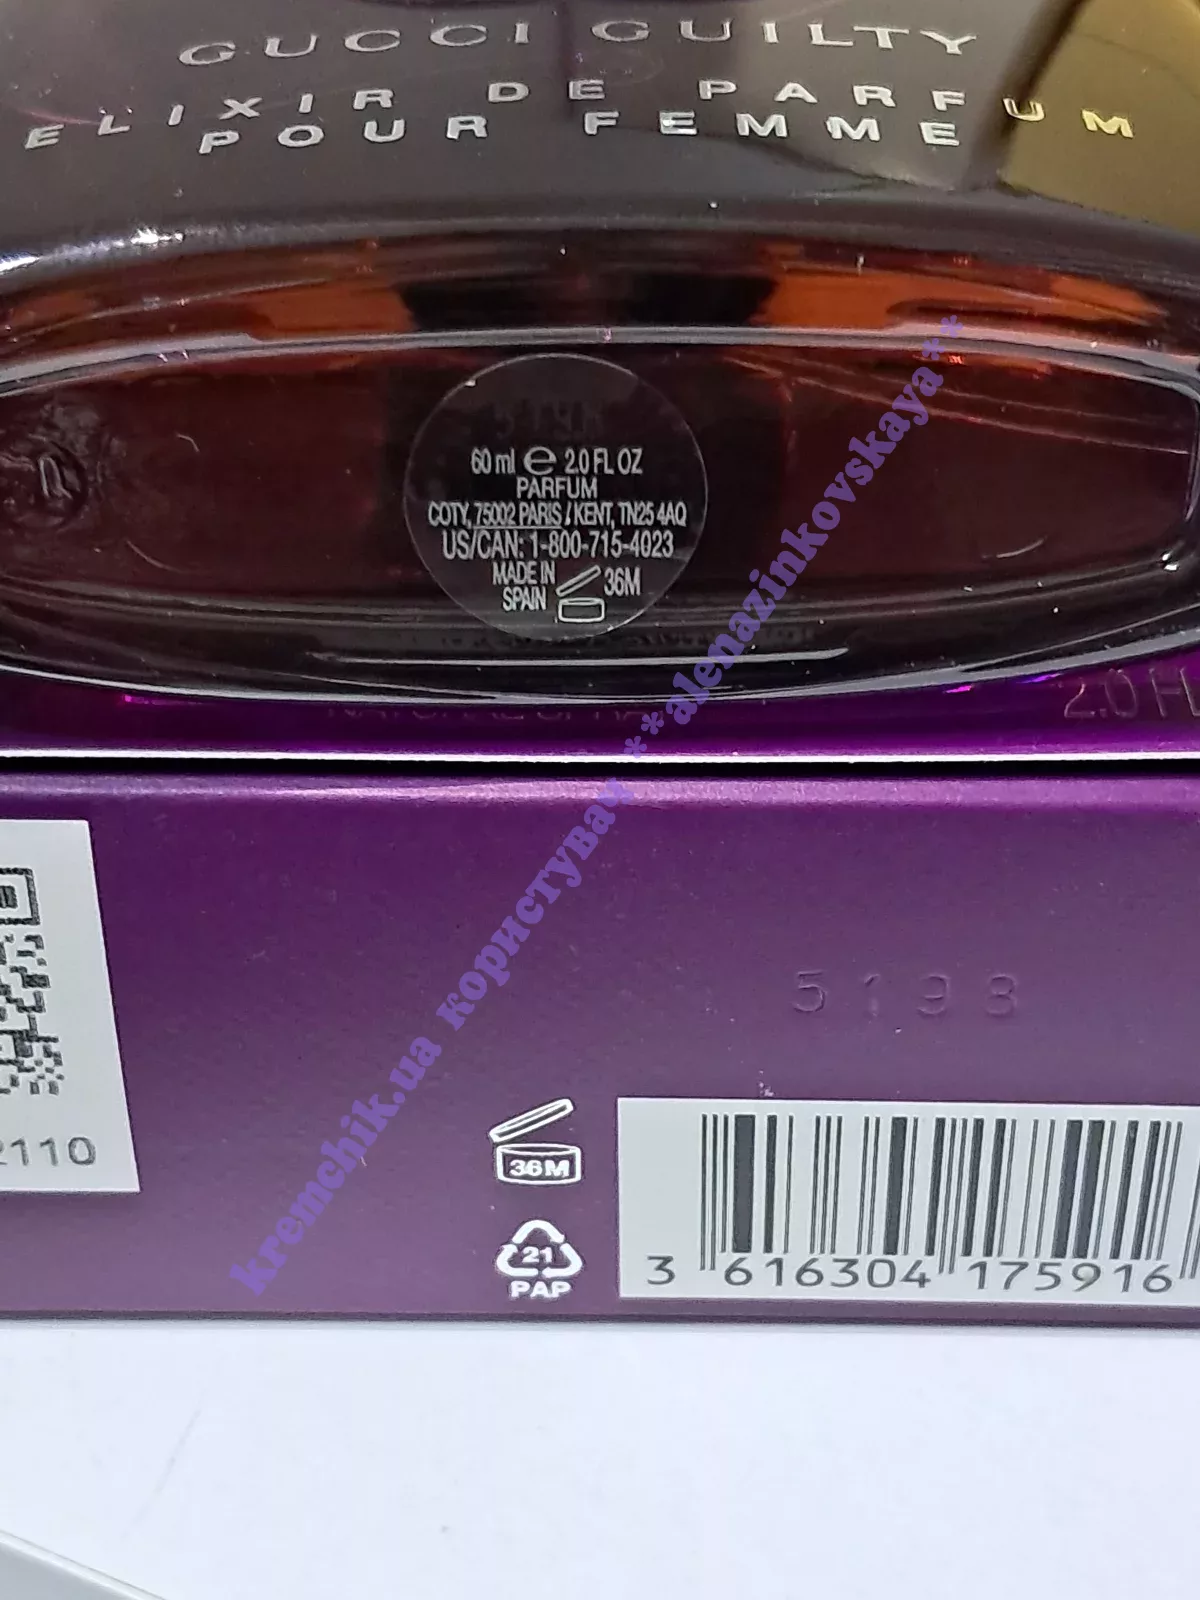 GUCCI GUILTY
ELIXIR DE PARFUM
POUR FEMME
60 ml e 2.0 FL OZ
PARFUM
COTY, 75002 PARIS / KENT, TN25 4AQ
US/CAN: 1-800-715-4023
MADE IN 36M
SPAIN
2.0 FL
5198
2110
36M
21
PAP
3 616304 175916
kremchik.ua користувач **alenazinkovskaya**